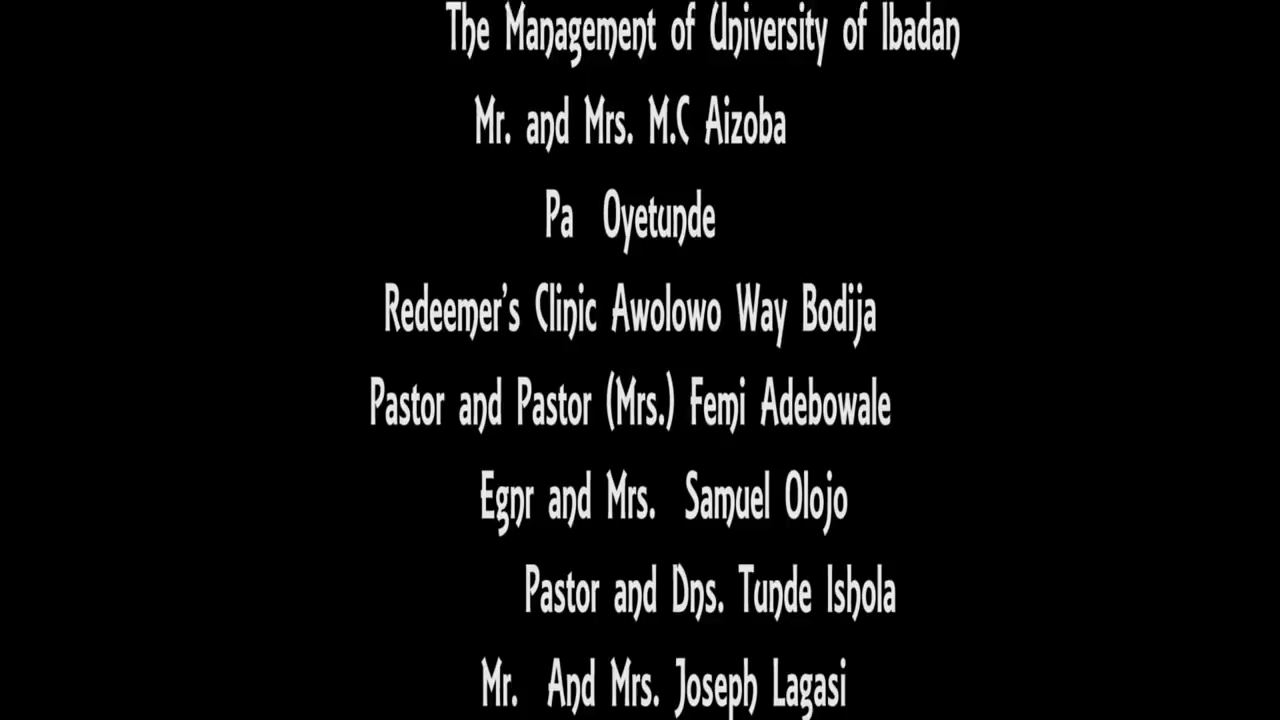 The Management of University of Ibadan
Mr. and Mrs. M.C Aizoba
Pa Oyetunde
Redeemer's Clinic Awolowo Way Bodija
Pastor and Pastor (Mrs.) Femi Adebowale
Egnr and Mrs. Samuel Olojo
Pastor and Dns. Tunde Ishola
Mr. And Mrs. Joseph Lagasi